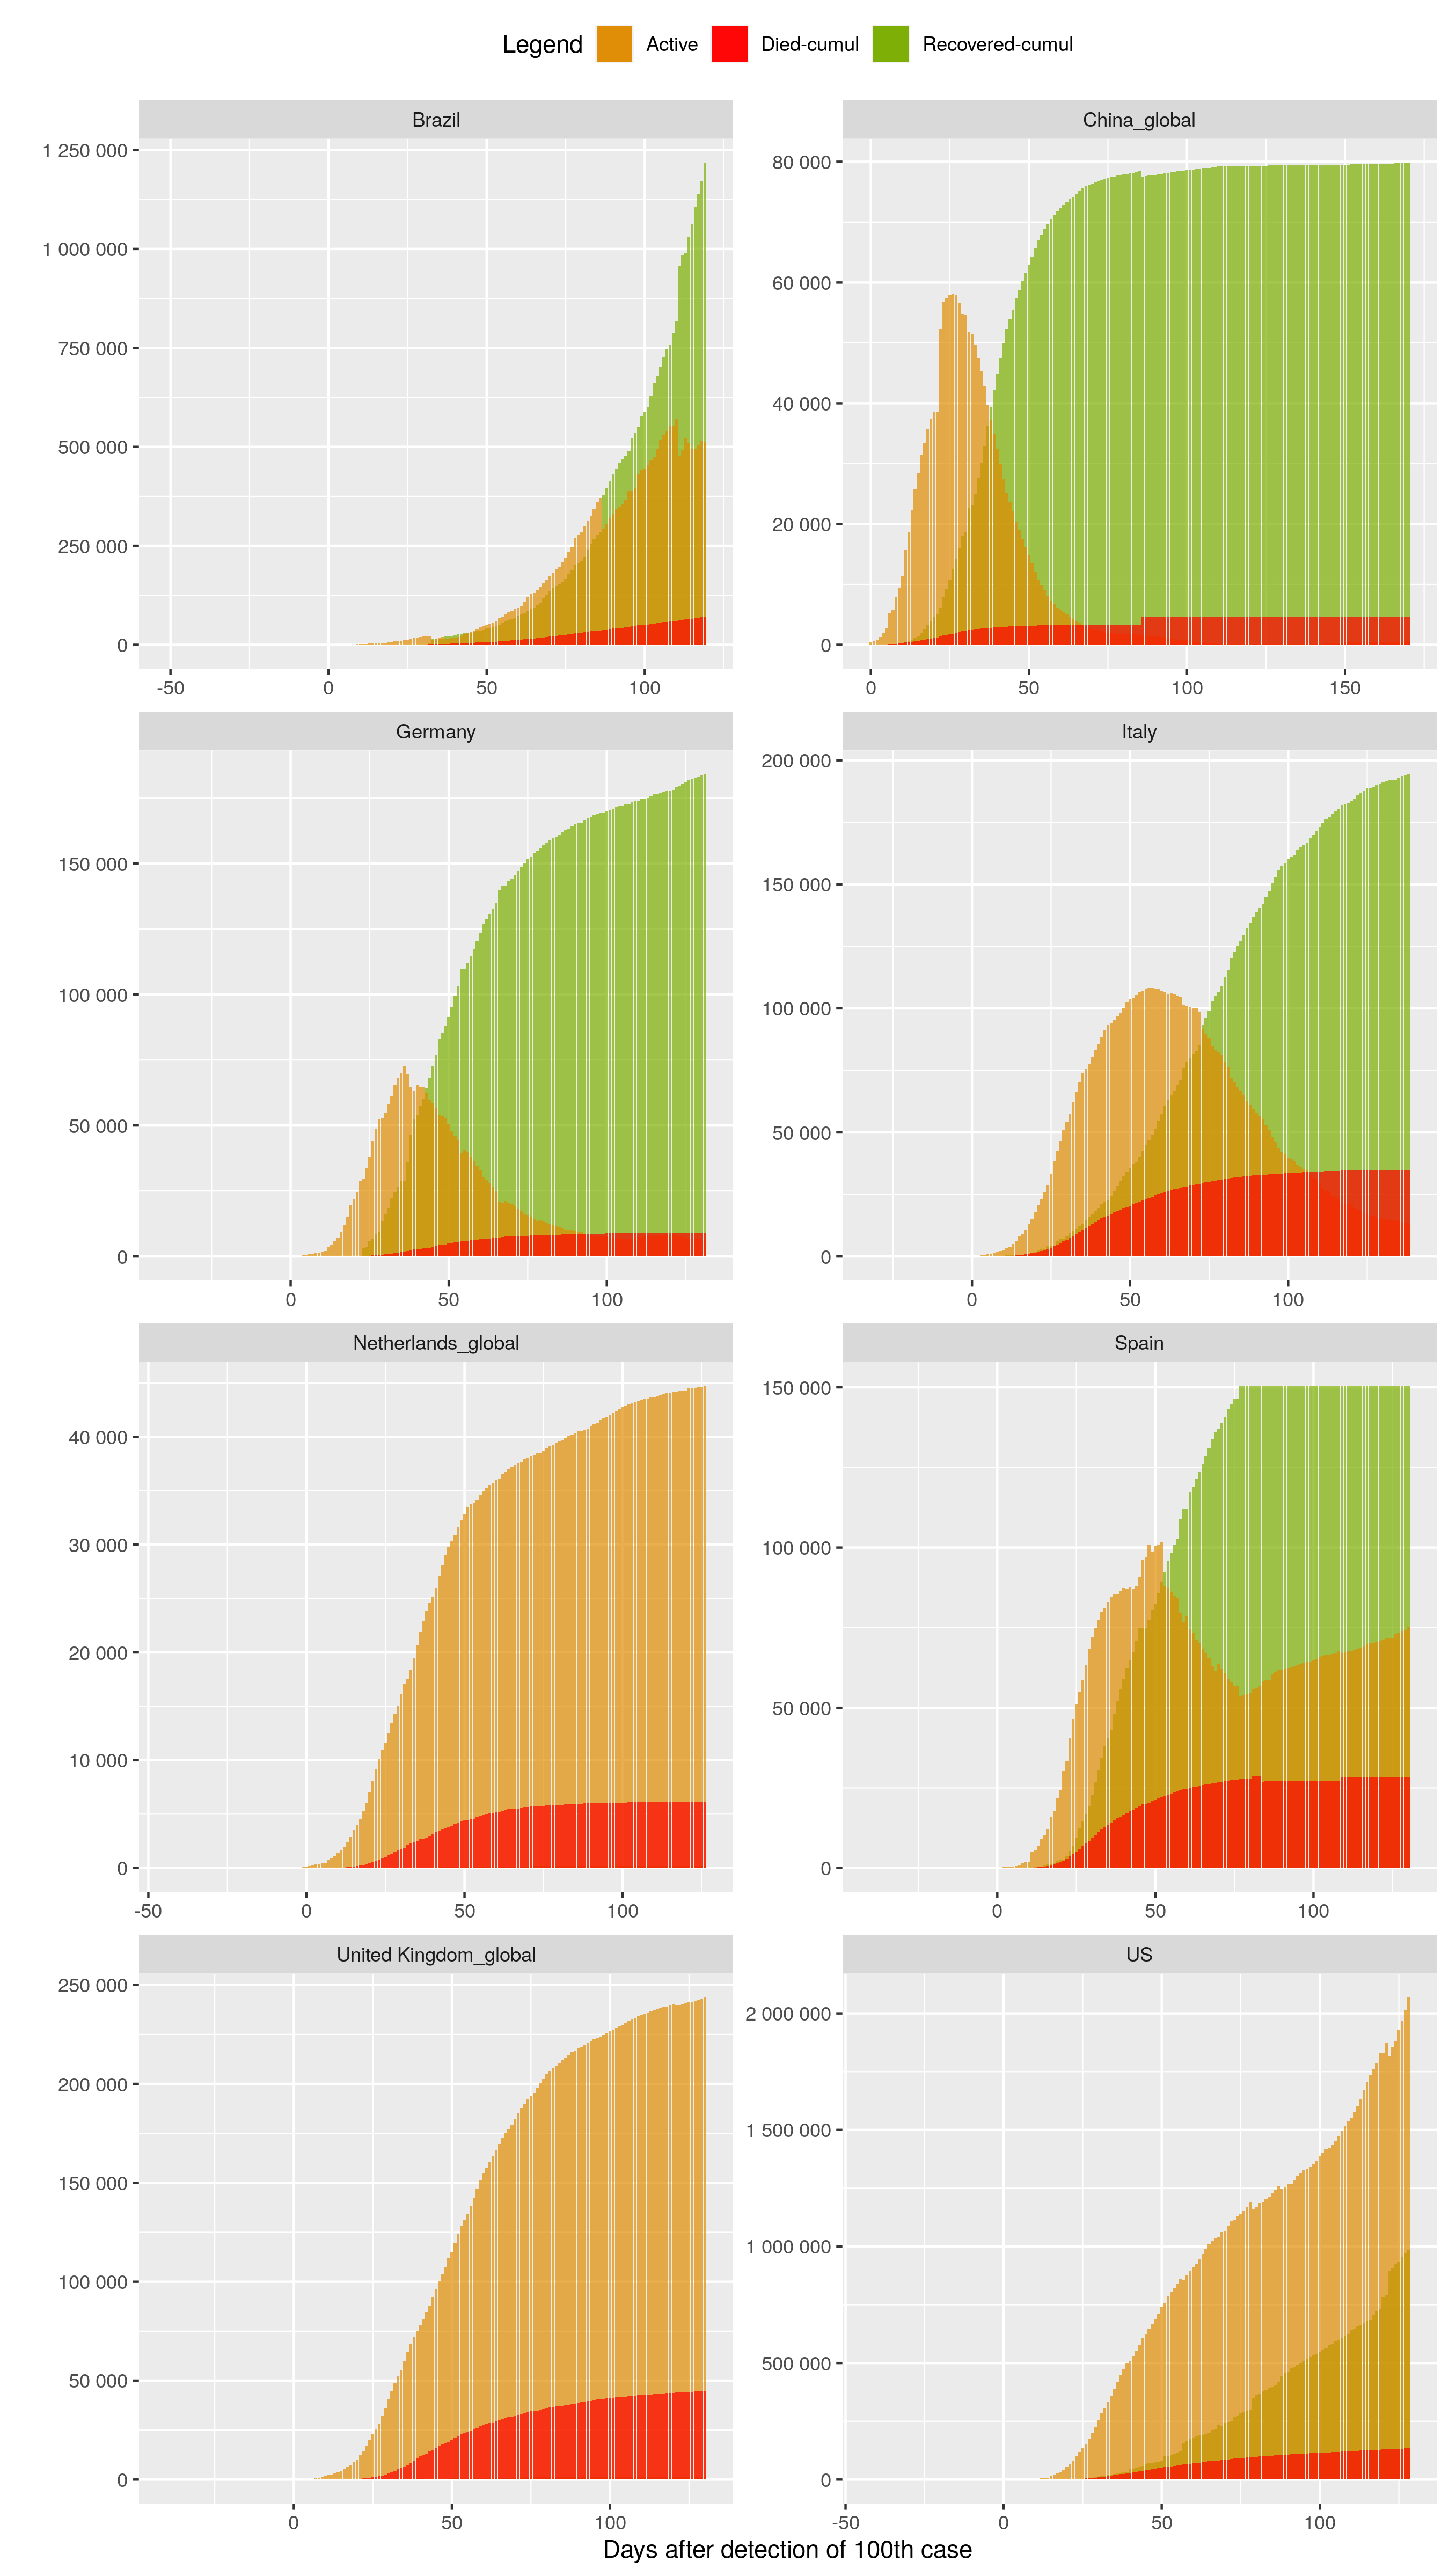 Legend Active Died-cumul Recovered-cumul
Brazil
1 250 000
1 000 000
750 000
500 000
250 000
0
-50 0 50 100
China_global
80 000
60 000
40 000
20 000
0
0 50 100 150
Germany
150 000
100 000
50 000
0
0 50 100
Italy
200 000
150 000
100 000
50 000
0
0 50 100
Netherlands_global
40 000
30 000
20 000
10 000
0
-50 0 50 100
Spain
150 000
100 000
50 000
0
0 50 100
United Kingdom_global
250 000
200 000
150 000
100 000
50 000
0
0 50 100
US
2 000 000
1 500 000
1 000 000
500 000
0
-50 0 50 100
Days after detection of 100th case